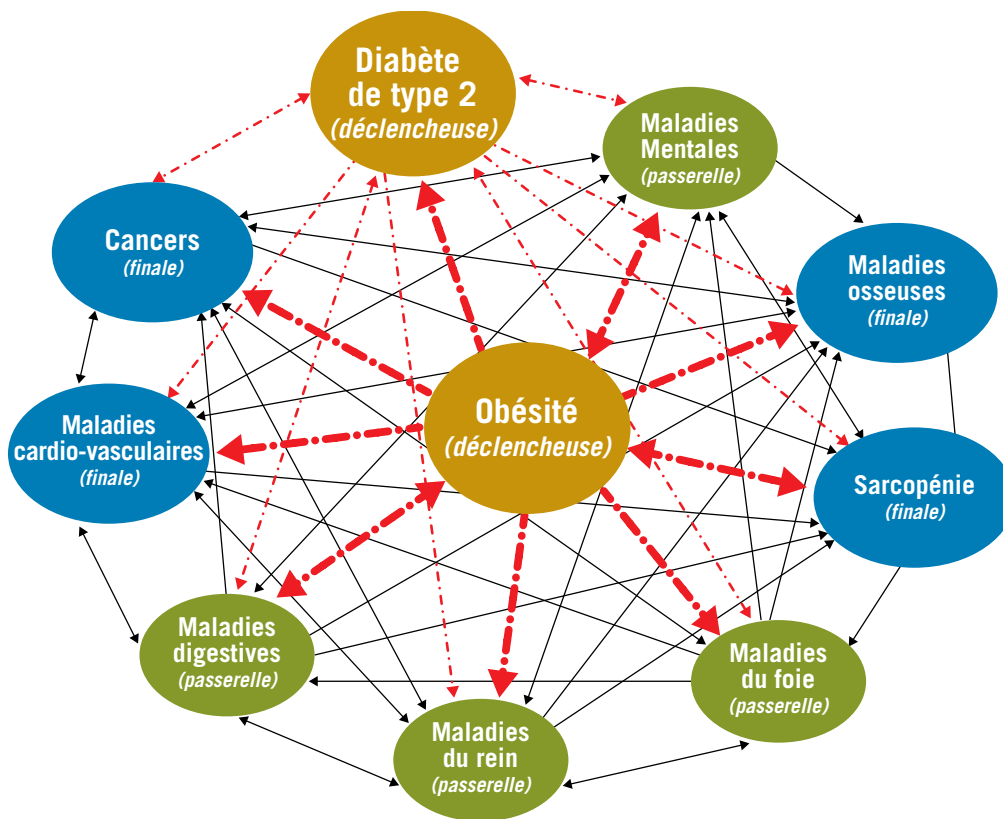 Diabète
de type 2
(déclencheuse)
Maladies
Mentales
(passerelle)
Cancers
(finale)
Maladies
osseuses
(finale)
Obésité
(déclencheuse)
Maladies
cardio-vasculaires
(finale)
Sarcopénie
(finale)
Maladies
digestives
(passerelle)
Maladies
du foie
(passerelle)
Maladies
du rein
(passerelle)